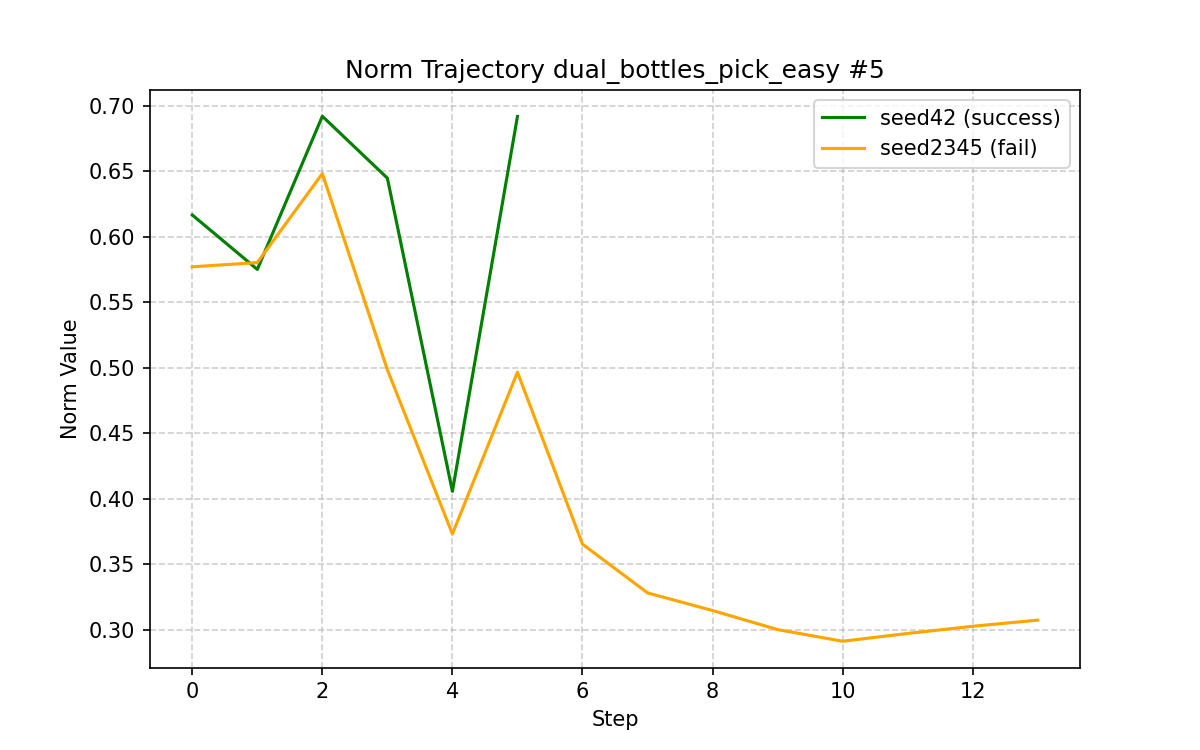 Norm Trajectory dual_bottles_pick_easy #5
seed42 (success)
seed2345 (fail)
Norm Value
0.70
0.65
0.60
0.55
0.50
0.45
0.40
0.35
0.30
0 2 4 6 8 10 12
Step